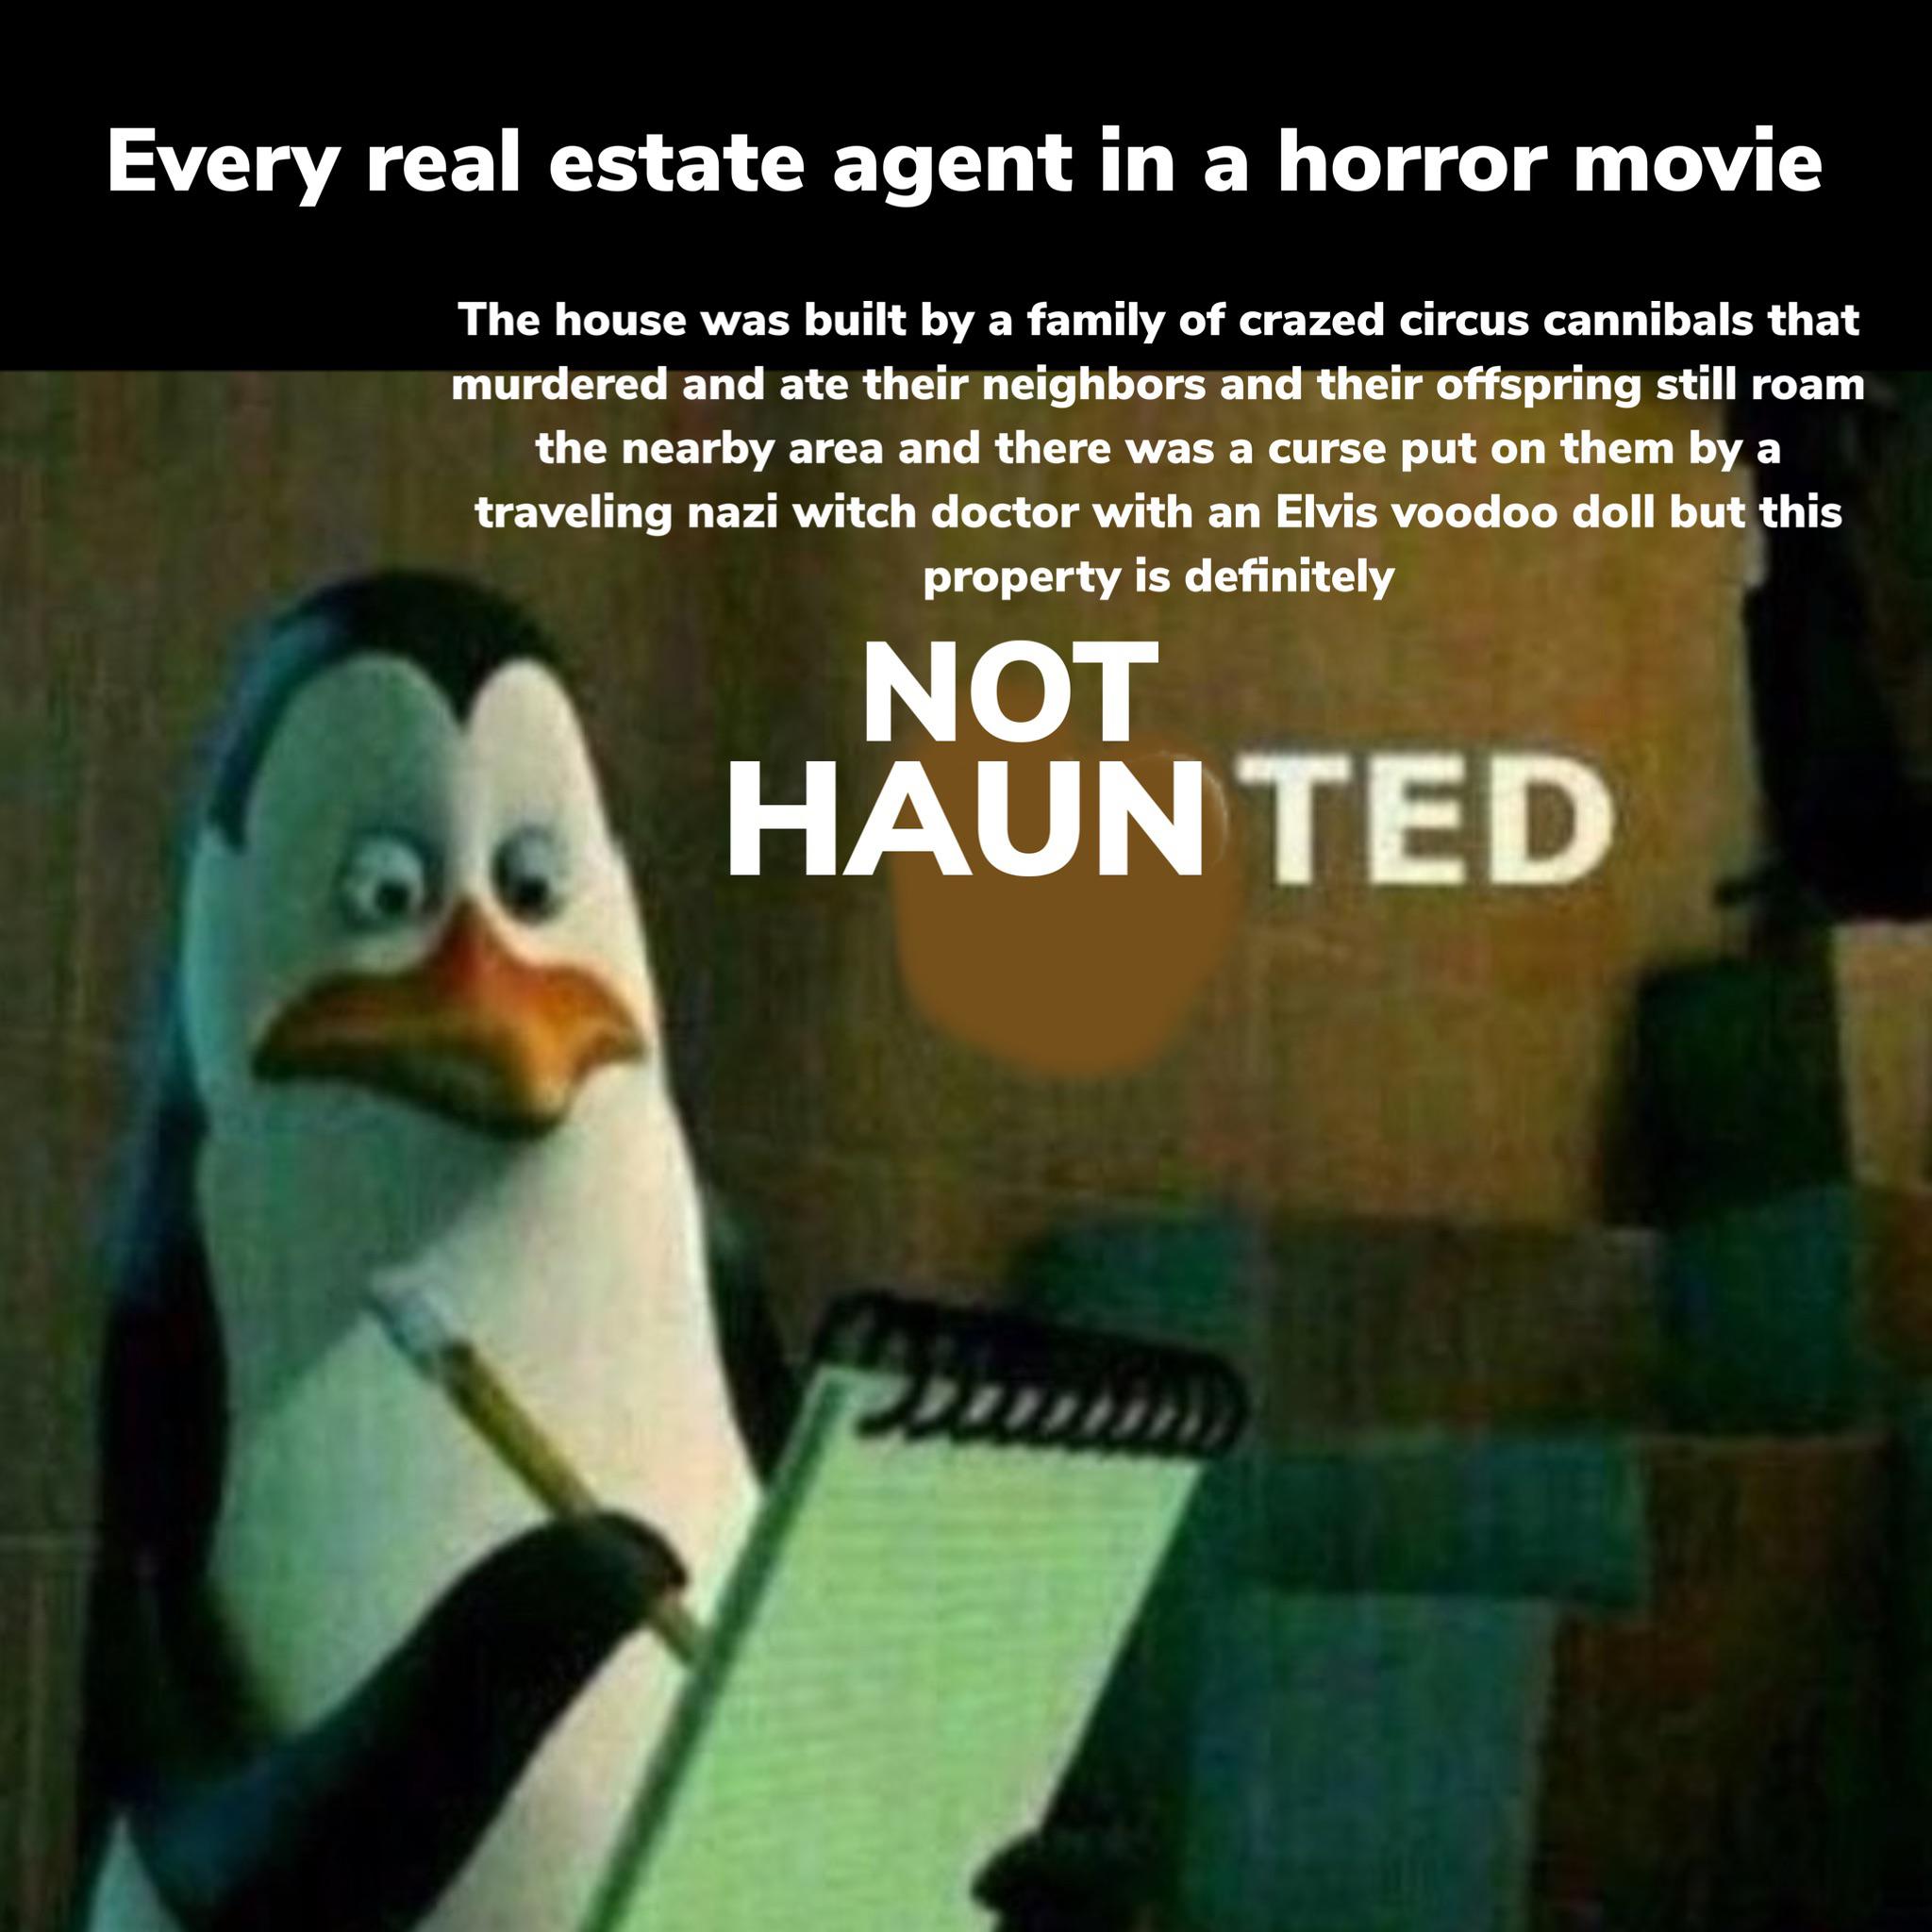 Every real estate agent in a horror movie
The house was built by a family of crazed circus cannibals that
murdered and ate their neighbors and their offspring still roam
the nearby area and there was a curse put on them by a
traveling nazi witch doctor with an Elvis voodoo doll but this
property is definitely
NOT
HAUNTED